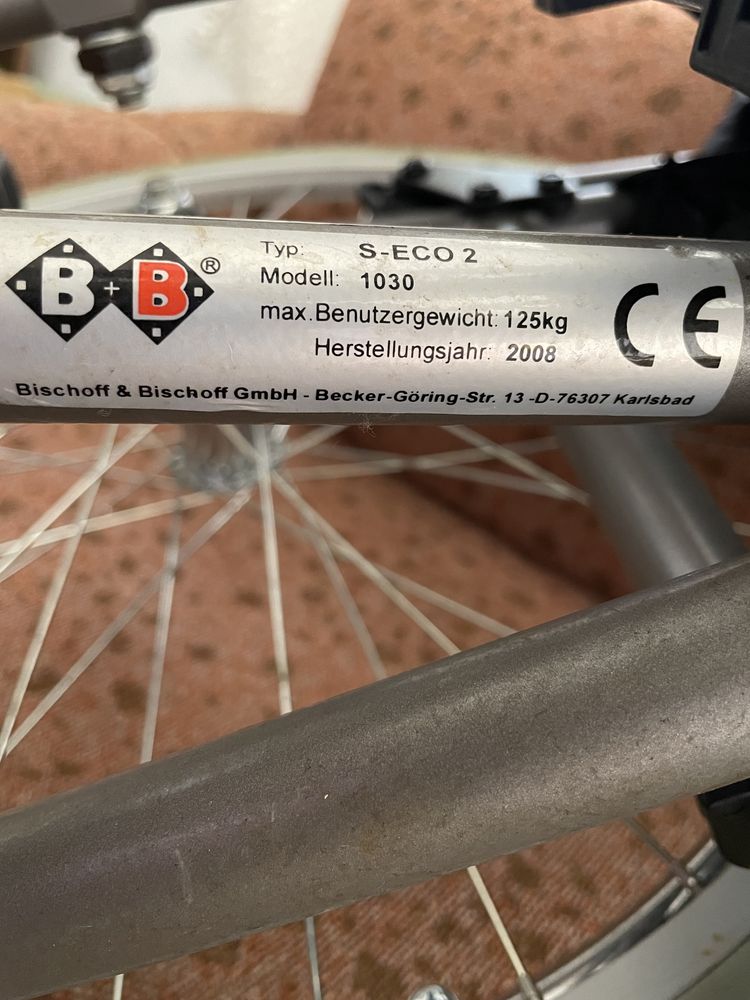 B+B®
Typ: S-ECO 2
Modell: 1030
max.Benutzergewicht: 125kg
Herstellungsjahr: 2008
CE
Bischoff & Bischoff GmbH - Becker-Göring-Str. 13 -D-76307 Karlsbad